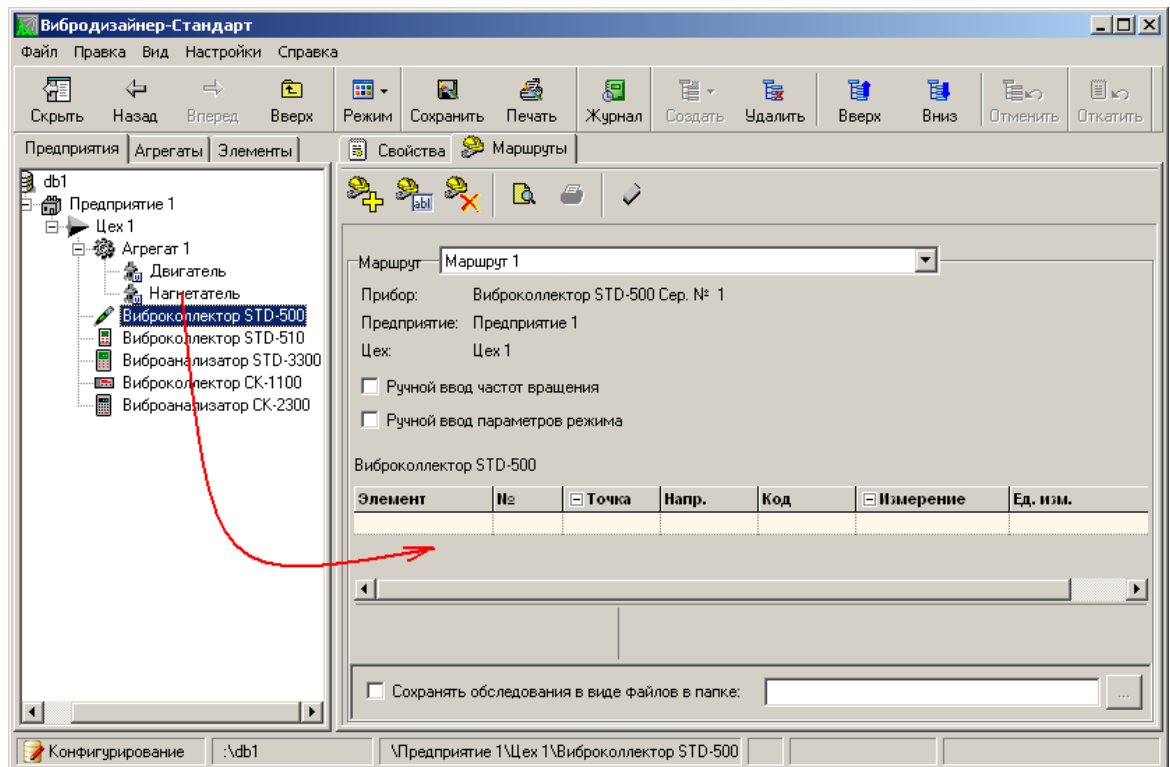 Вибродизайнер-Стандарт
Файл Правка Вид Настройки Справка
Скрыть Назад Вперед Вверх Режим Сохранить Печать Журнал Создать Удалить Вверх Вниз Отменить Откатить
Предприятия Агрегаты Элементы Свойства Маршруты
db1
Предприятие 1
Цех 1
Агрегат 1
Двигатель
Нагнетатель
Виброколлектор STD-500
Виброколлектор STD-510
Виброанализатор STD-3300
Виброколлектор СК-1100
Виброанализатор СК-2300
abl
Маршрут Маршрут 1
Прибор: Виброколлектор STD-500 Сер. № 1
Предприятие: Предприятие 1
Цех: Цех 1
Ручной ввод частот вращения
Ручной ввод параметров режима
Виброколлектор STD-500
Элемент № Точка Напр. Код Измерение Ед. изм.
Сохранять обследования в виде файлов в папке: ...
Конфигурирование :\db1 \Предприятие 1\Цех 1\Виброколлектор STD-500